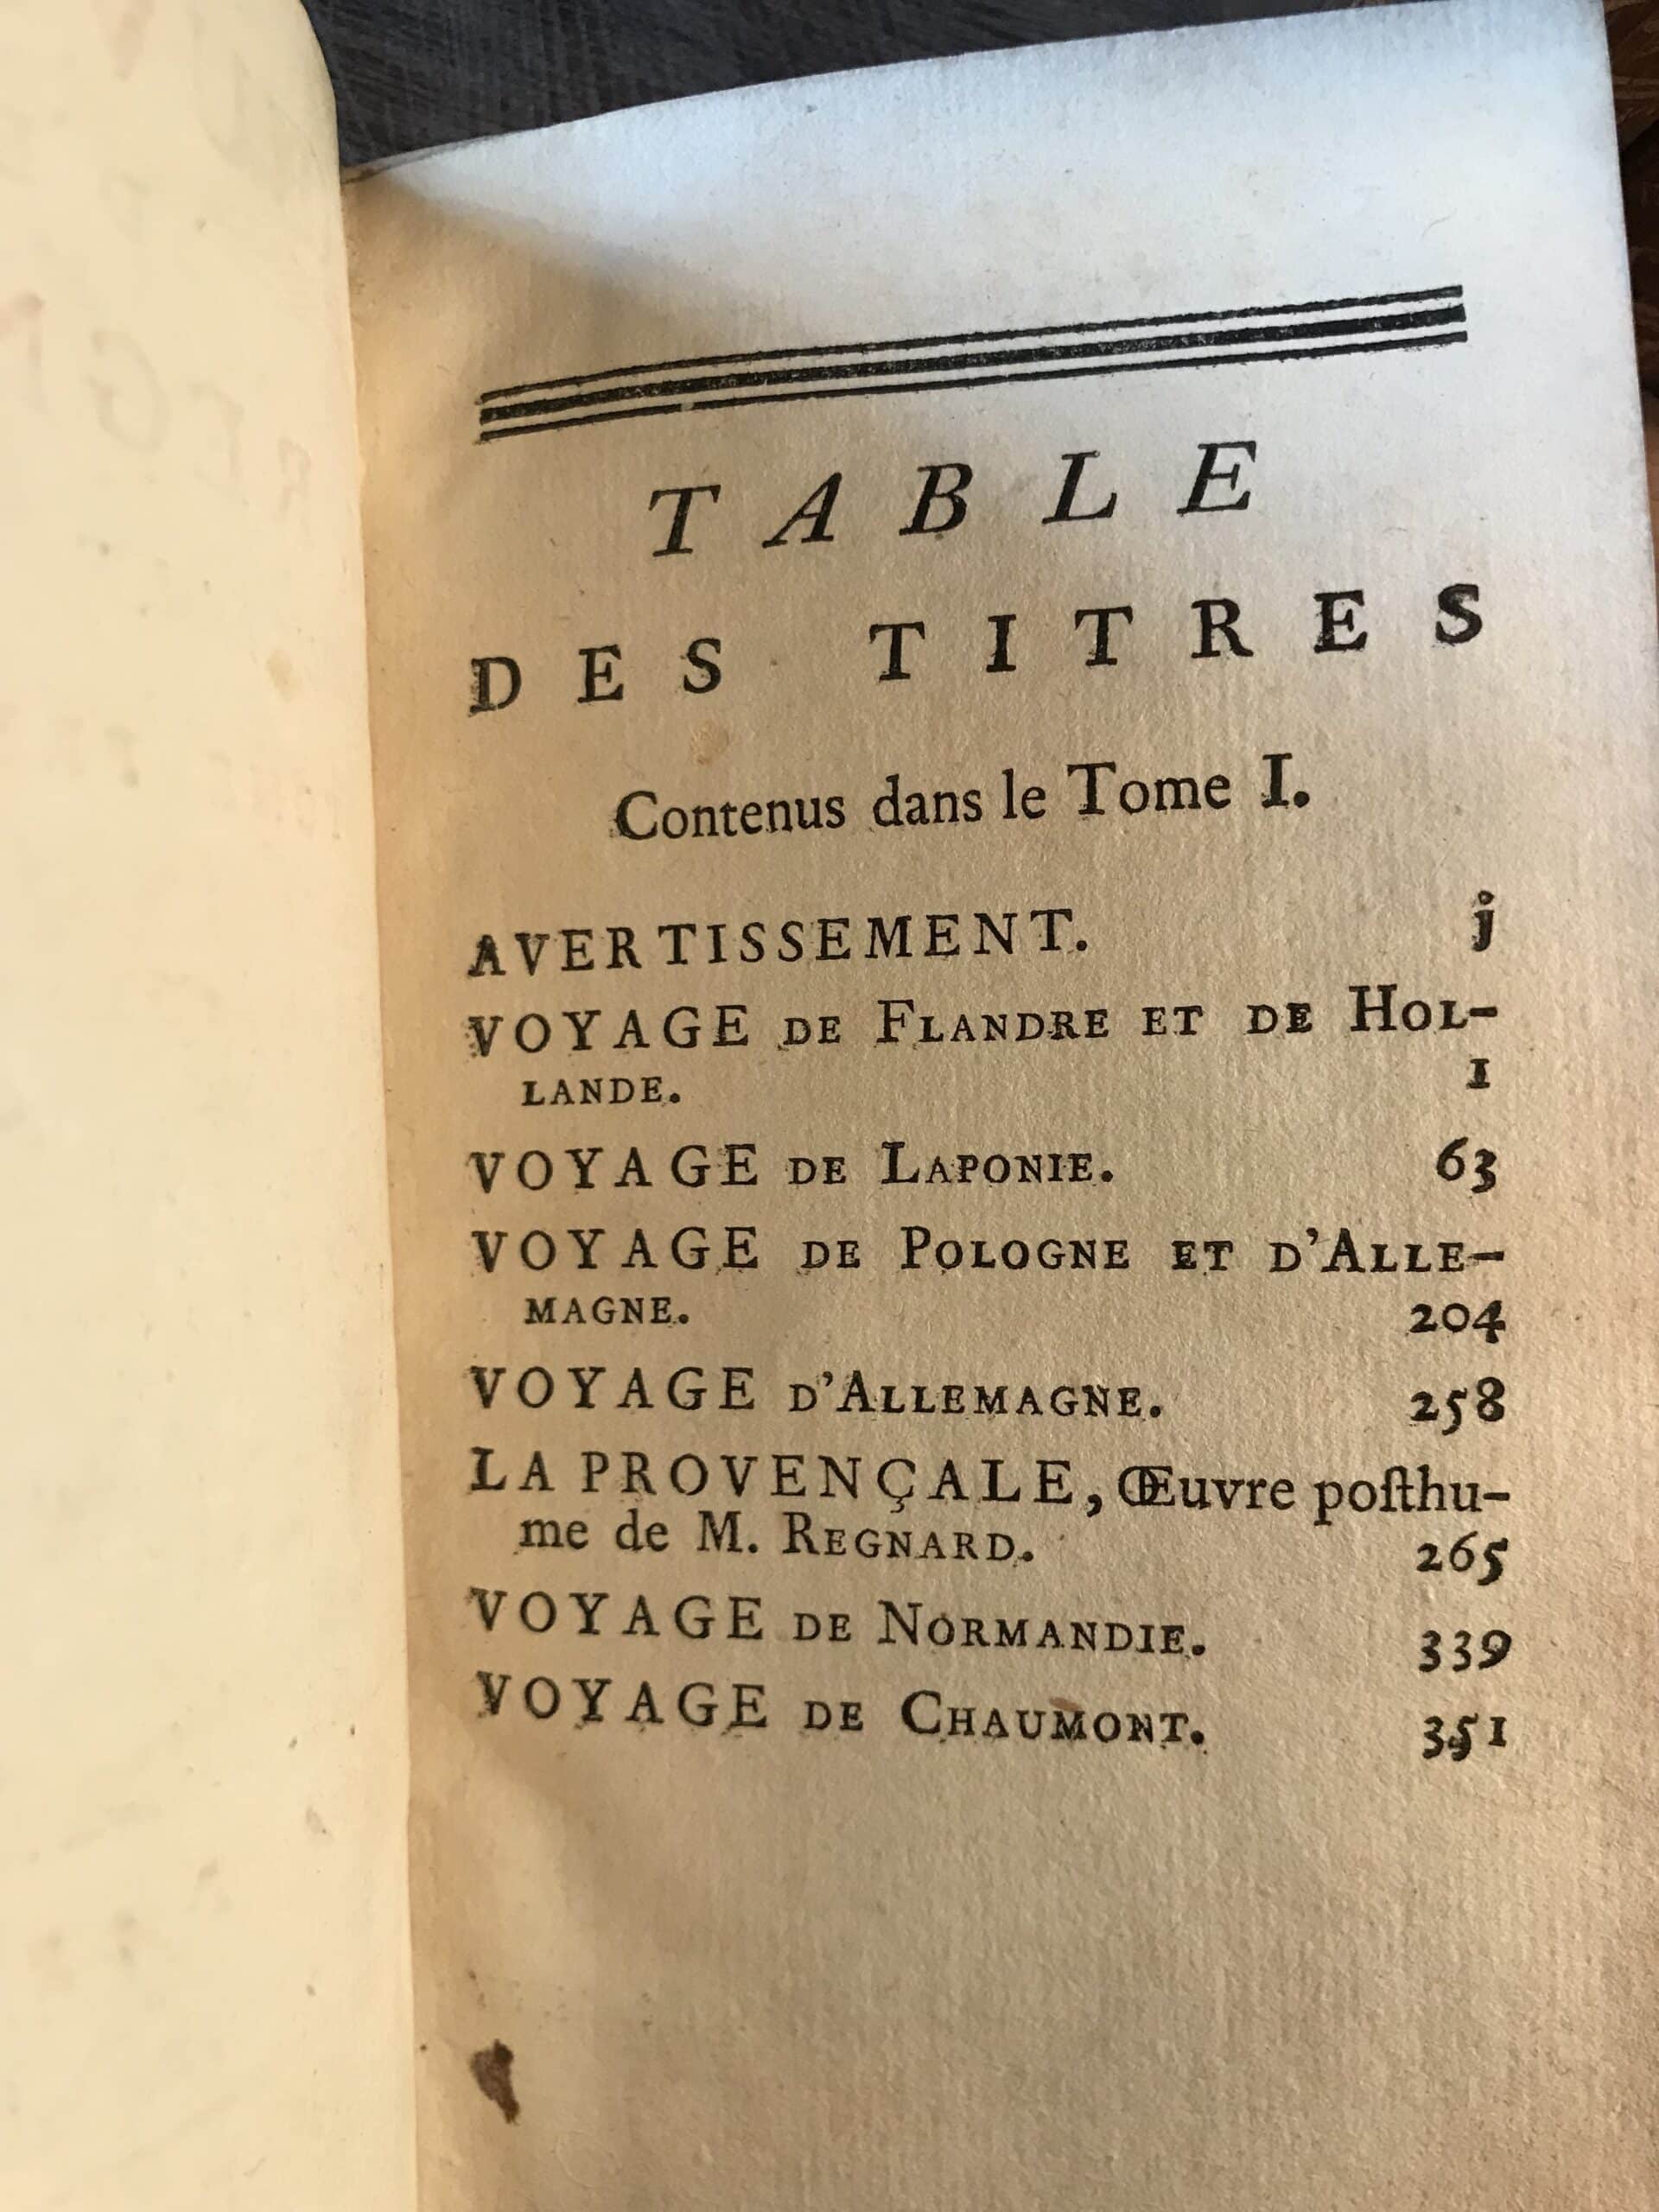 TABLE
DES TITRES
Contenus dans le Tome I.
AVERTISSEMENT. j
VOYAGE DE FLANDRE ET DE HOL-
LANDE. 1
VOYAGE DE LAPONIE. 63
VOYAGE DE POLOGNE ET D'ALLE-
MAGNE. 204
VOYAGE D'ALLEMAGNE. 258
LA PROVENÇALE, Œuvre posthu-
me de M. REGNARD. 265
VOYAGE DE NORMANDIE. 339
VOYAGE DE CHAUMONT. 351